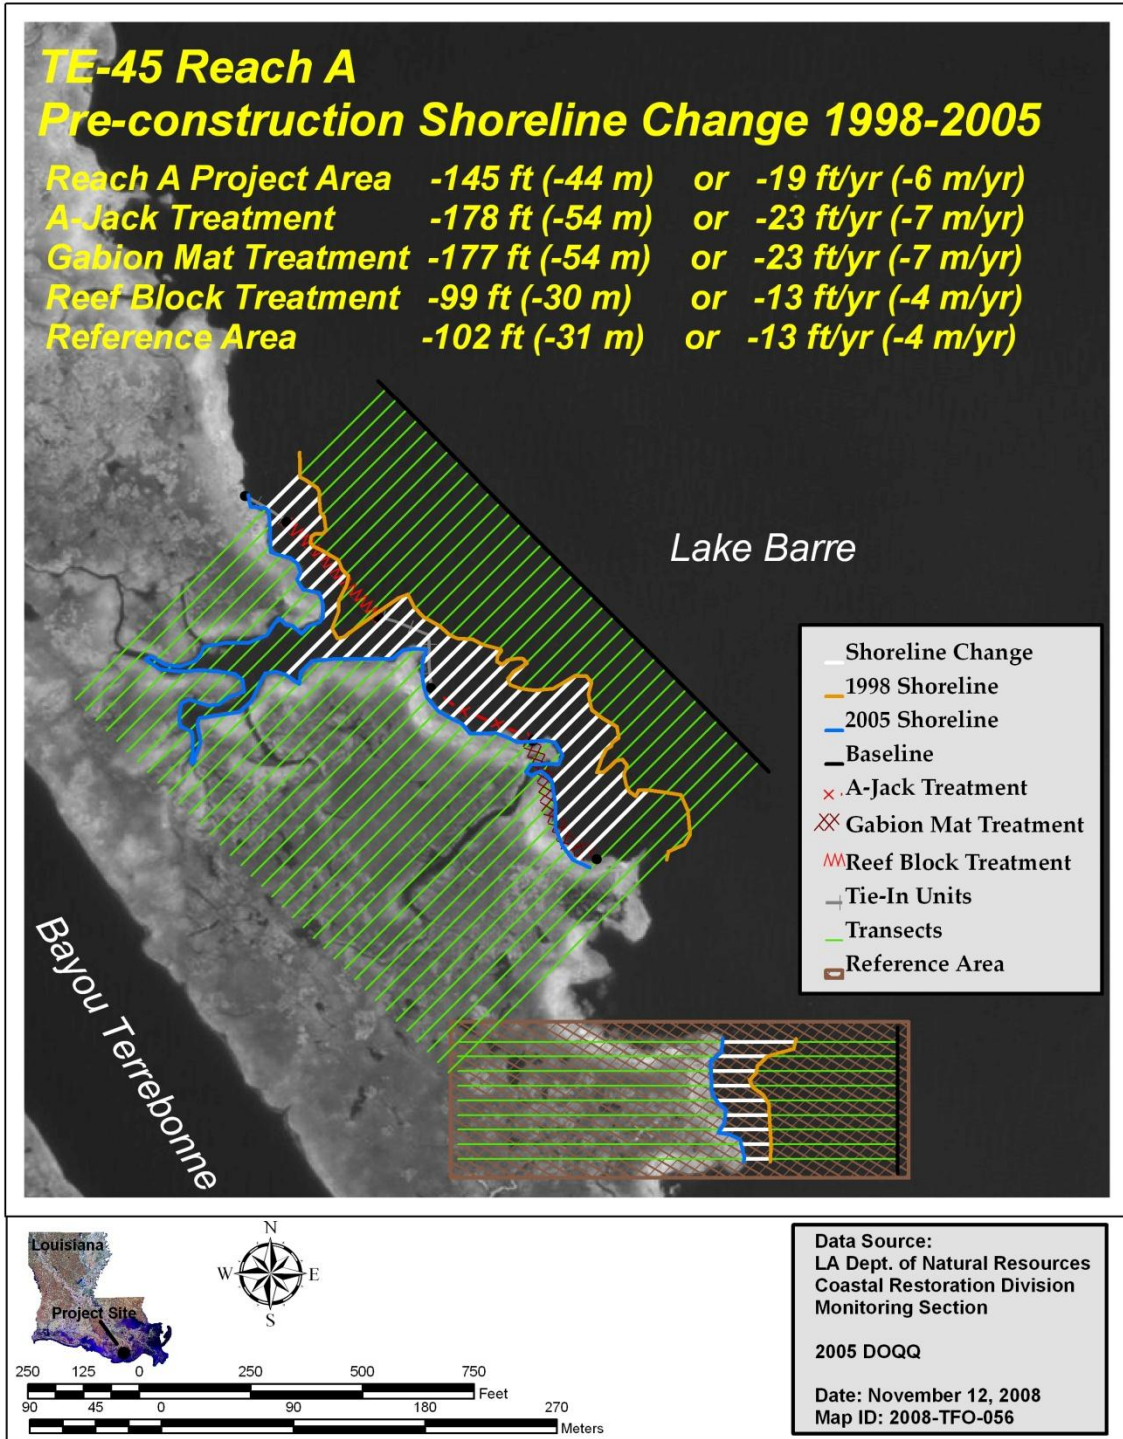 TE-45 Reach A
Pre-construction Shoreline Change 1998-2005
Reach A Project Area -145 ft (-44 m) or -19 ft/yr (-6 m/yr)
A-Jack Treatment -178 ft (-54 m) or -23 ft/yr (-7 m/yr)
Gabion Mat Treatment -177 ft (-54 m) or -23 ft/yr (-7 m/yr)
Reef Block Treatment -99 ft (-30 m) or -13 ft/yr (-4 m/yr)
Reference Area -102 ft (-31 m) or -13 ft/yr (-4 m/yr)
Lake Barre
Shoreline Change
1998 Shoreline
2005 Shoreline
Baseline
A-Jack Treatment
Gabion Mat Treatment
Reef Block Treatment
Tie-In Units
Transects
Reference Area
Bayou Terrebonne
Louisiana
Project Site
N
W E
S
250 125 0 250 500 750
Feet
90 45 0 90 180 270
Meters
Data Source:
LA Dept. of Natural Resources
Coastal Restoration Division
Monitoring Section
2005 DOQQ
Date: November 12, 2008
Map ID: 2008-TFO-056